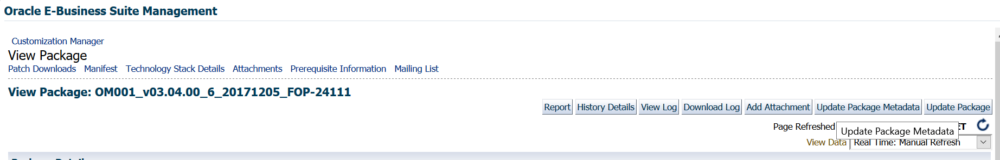 Oracle E-Business Suite Management
Customization Manager
View Package
Patch Downloads Manifest Technology Stack Details Attachments Prerequisite Information Mailing List
View Package: OM001_v03.04.00_6_20171205_FOP-24111
Report History Details View Log Download Log Add Attachment Update Package Metadata Update Package
Page Refreshed
Update Package Metadata
View Data Real Time: Manual Refresh